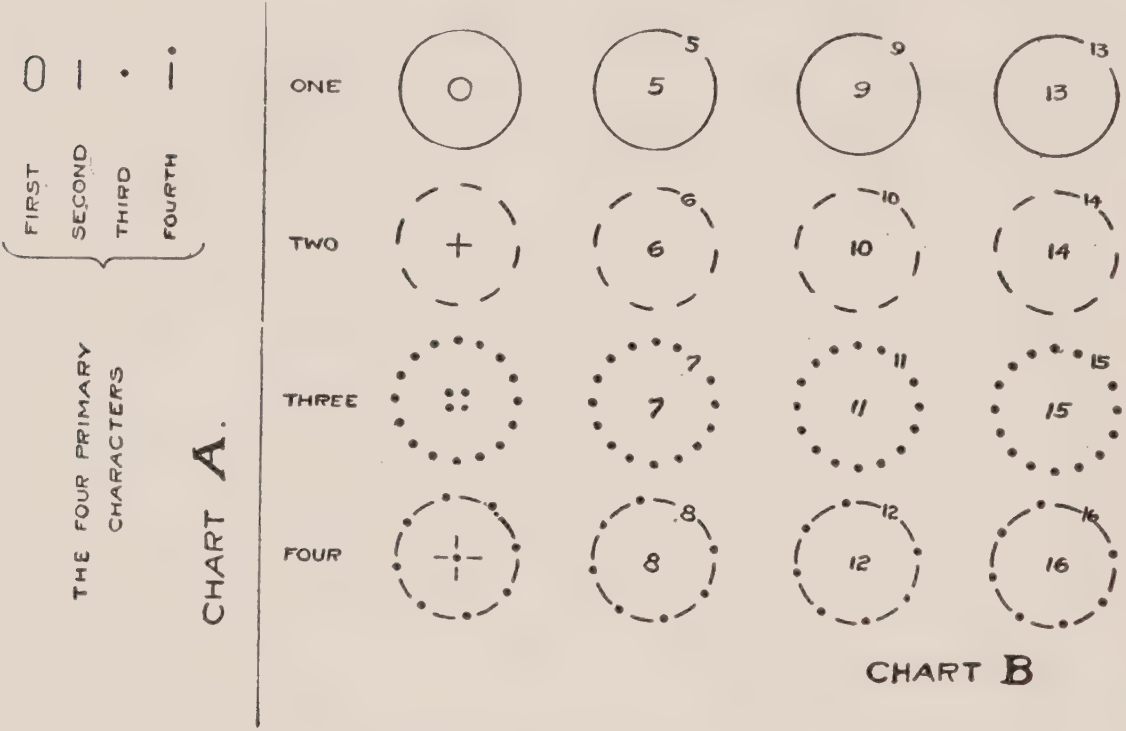 FIRST
SECOND
THIRD
FOURTH
THE FOUR PRIMARY
CHARACTERS
CHART A.
ONE
5
5
9
9
13
13
TWO
6
6
10
10
14
14
THREE
7
7
11
11
15
15
FOUR
8
8
12
12
16
16
CHART B